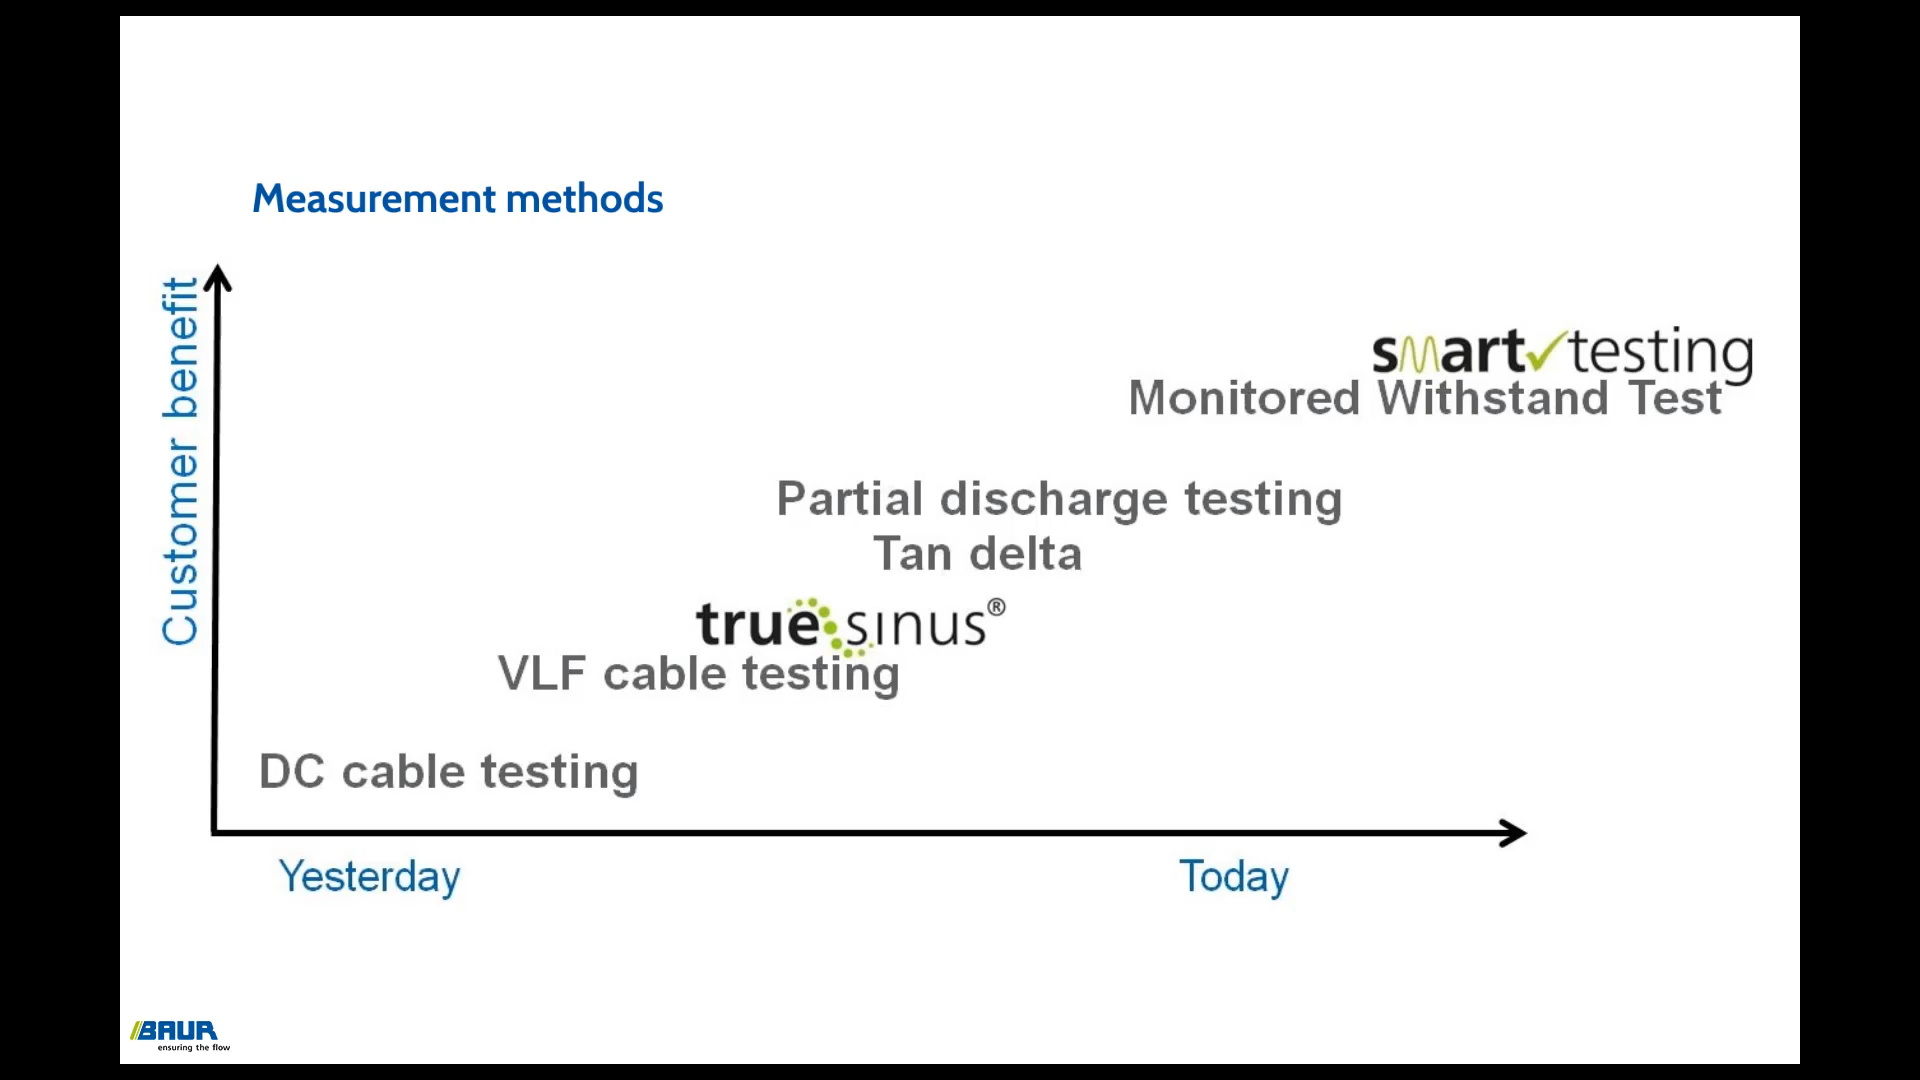 Measurement methods
Customer benefit
smart testing
Monitored Withstand Test
Partial discharge testing
Tan delta
true sinus®
VLF cable testing
DC cable testing
Yesterday
Today
BAUR
ensuring the flow